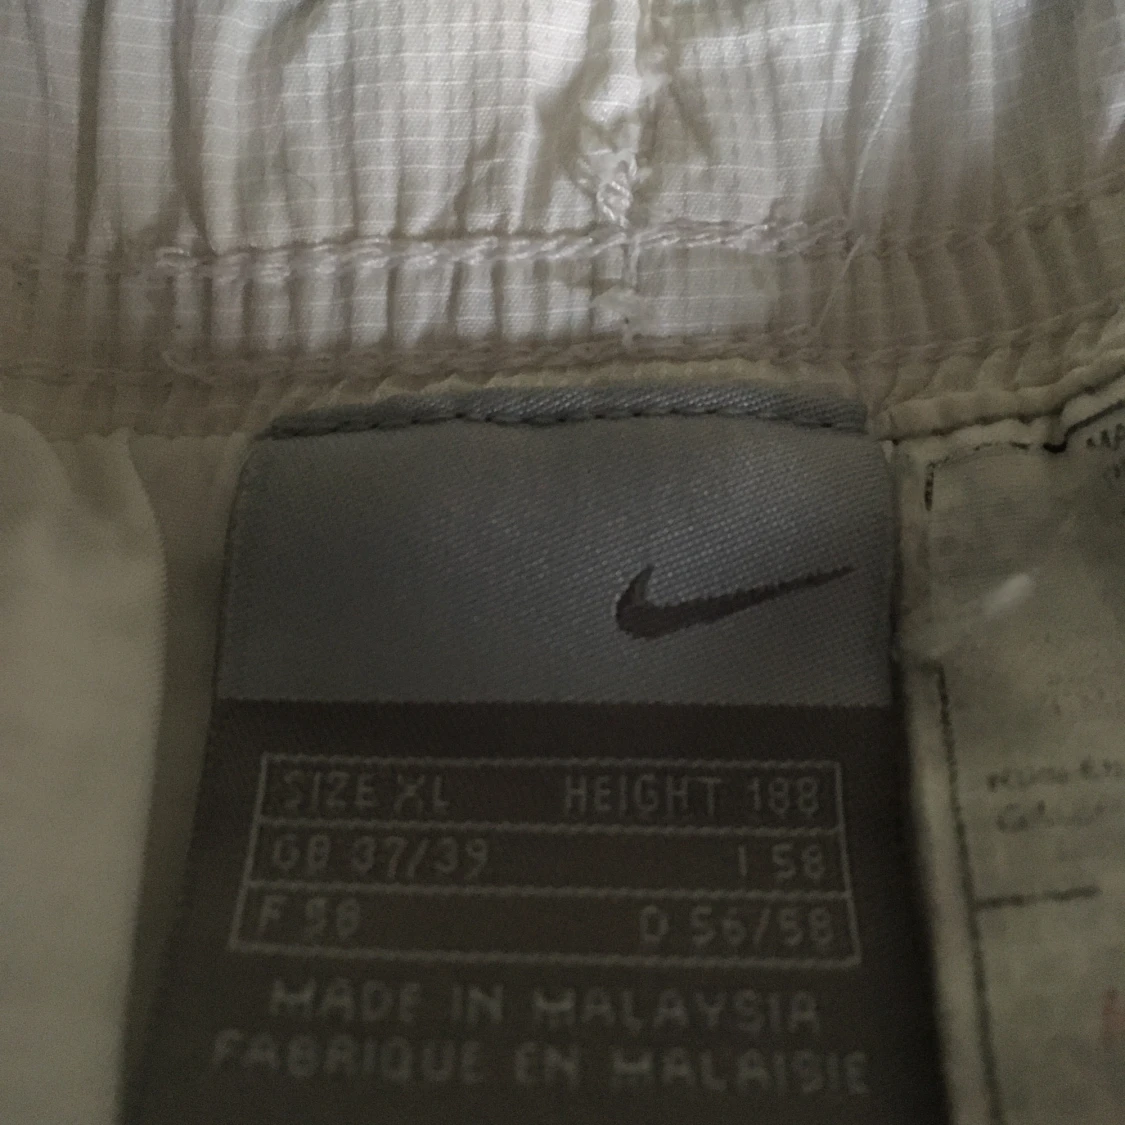 SIZE XL HEIGHT 188
GB 37/39 I 58
F 58 D 56/58
MADE IN MALAYSIA
FABRIQUE EN MALAISIE